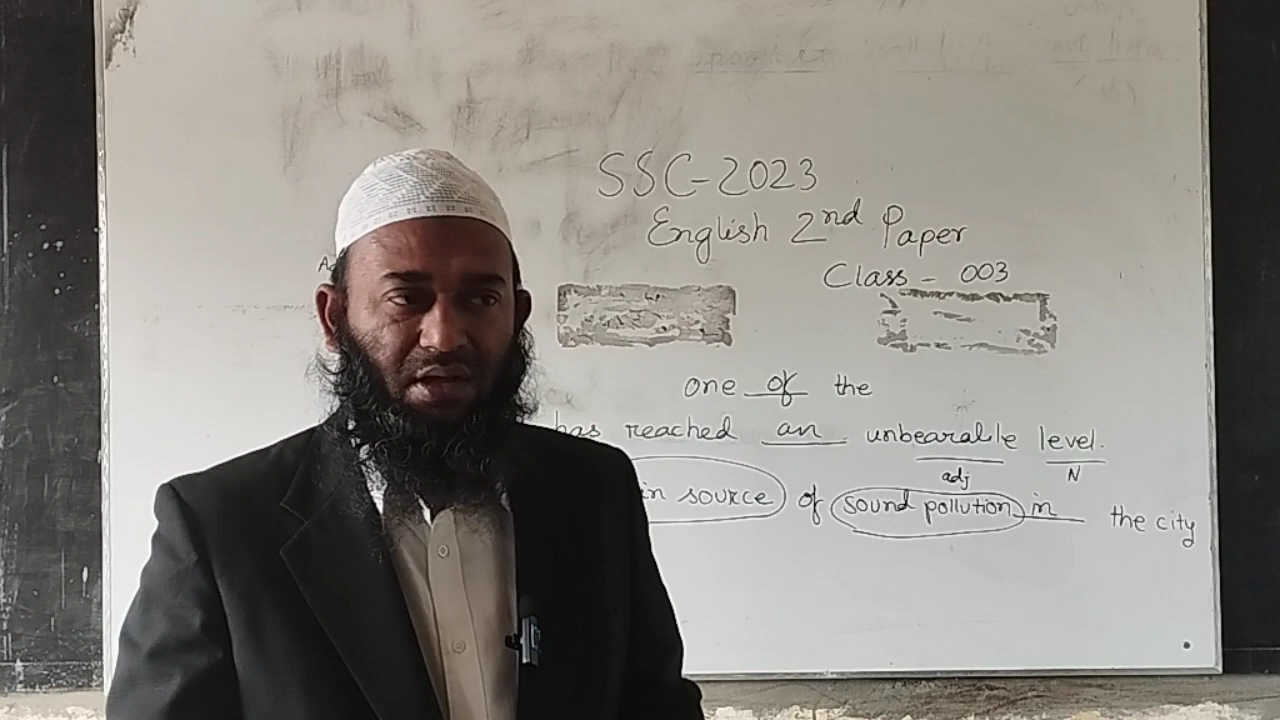 SSC-2023
English 2nd Paper
Class - 003
one of the
has reached an unbearable level.
adj N
in source of sound pollution in the city